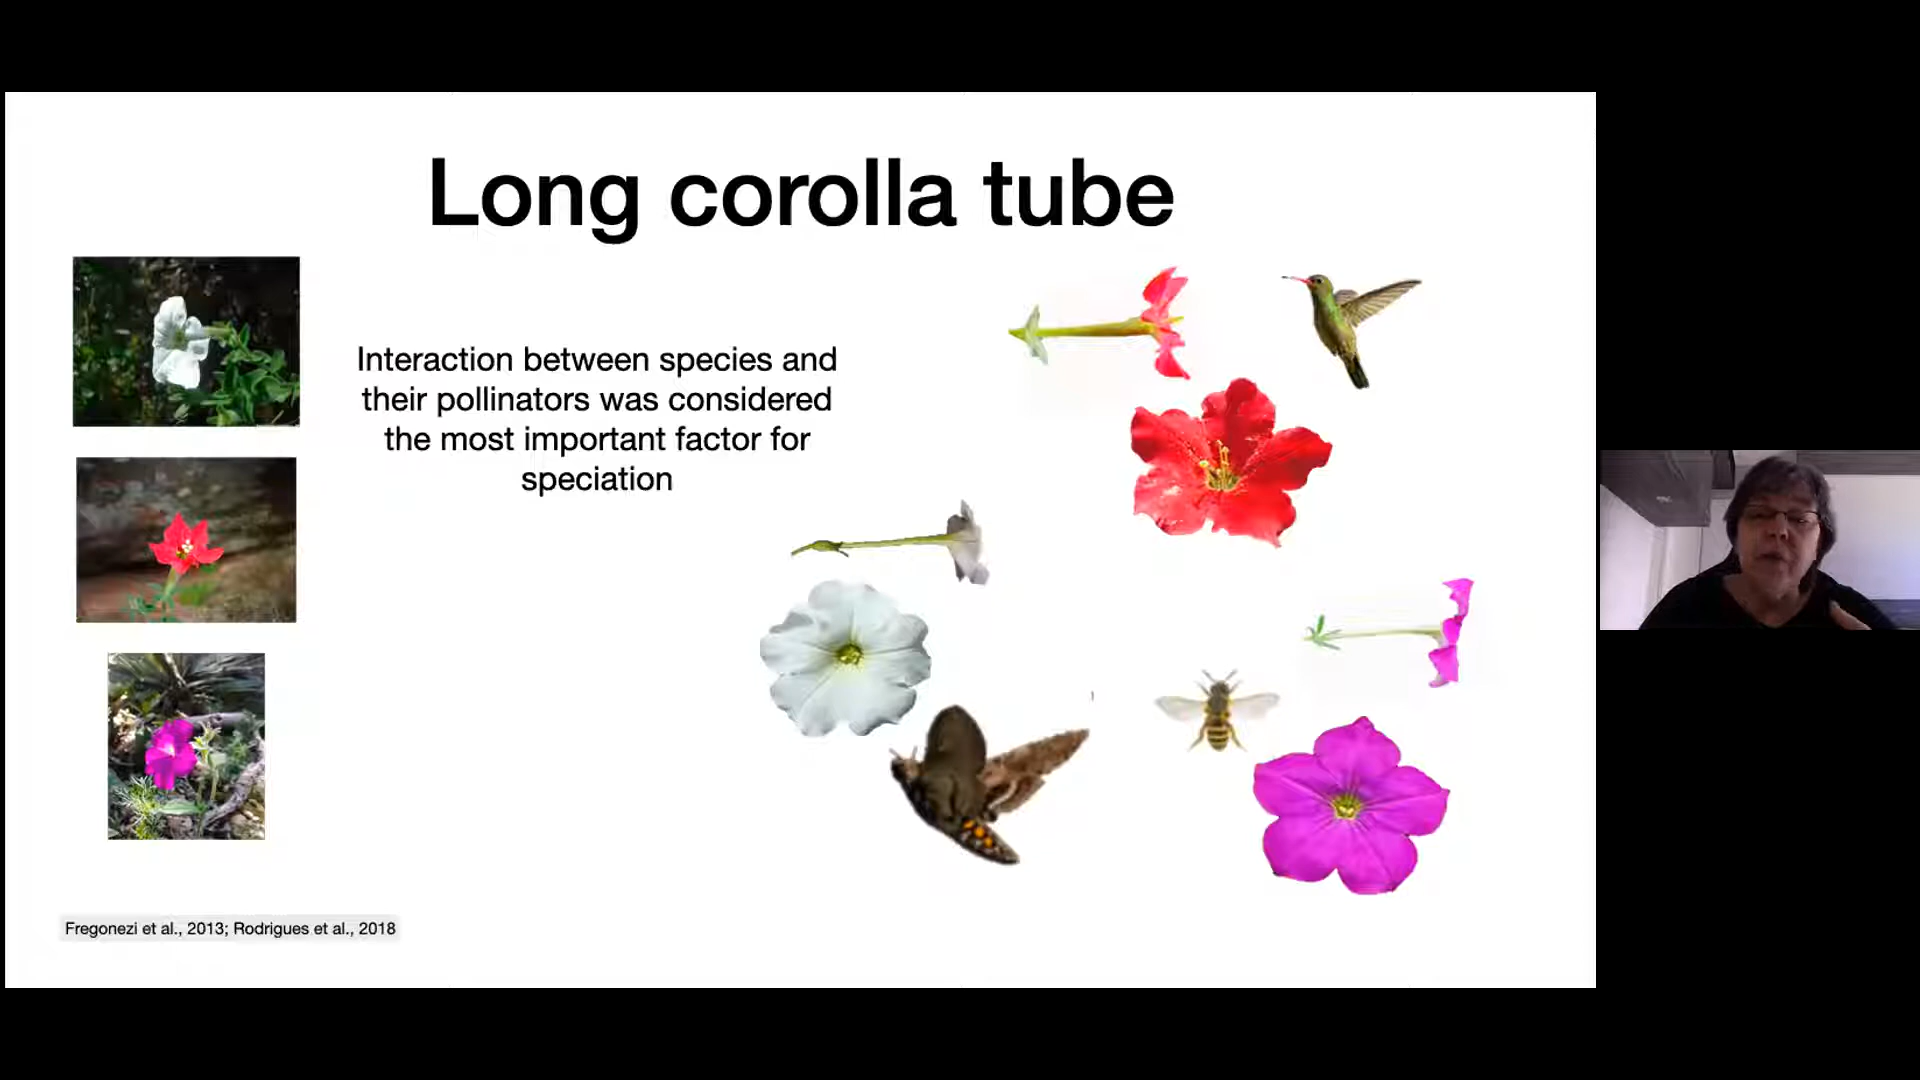 Long corolla tube
Interaction between species and
their pollinators was considered
the most important factor for
speciation
Fregonezi et al., 2013; Rodrigues et al., 2018